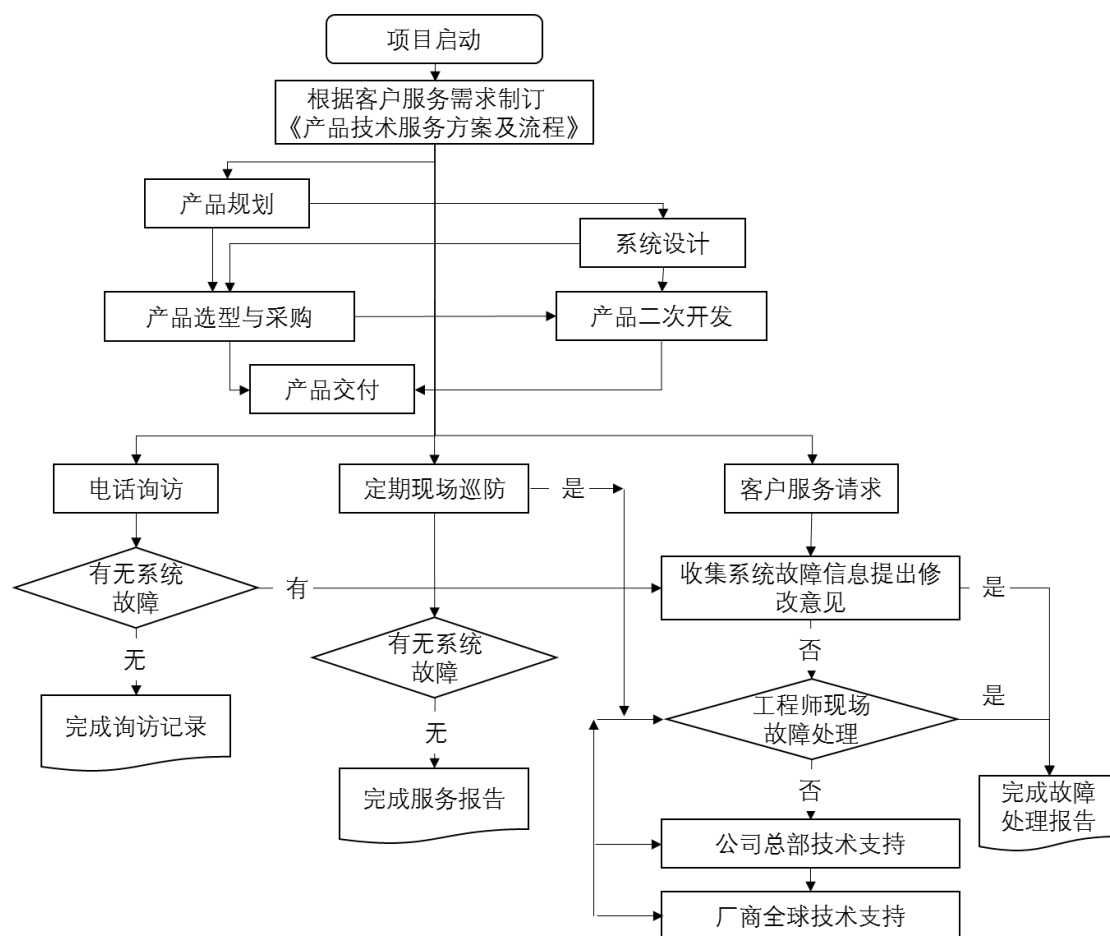 项目启动
根据客户服务需求制订
《产品技术服务方案及流程》
产品规划
系统设计
产品选型与采购
产品二次开发
产品交付
电话询访
定期现场巡防
是
客户服务请求
有无系统
故障
有
收集系统故障信息提出修
改意见
是
有无系统
故障
否
无
完成询访记录
工程师现场
故障处理
是
无
完成服务报告
否
完成故障
处理报告
公司总部技术支持
厂商全球技术支持